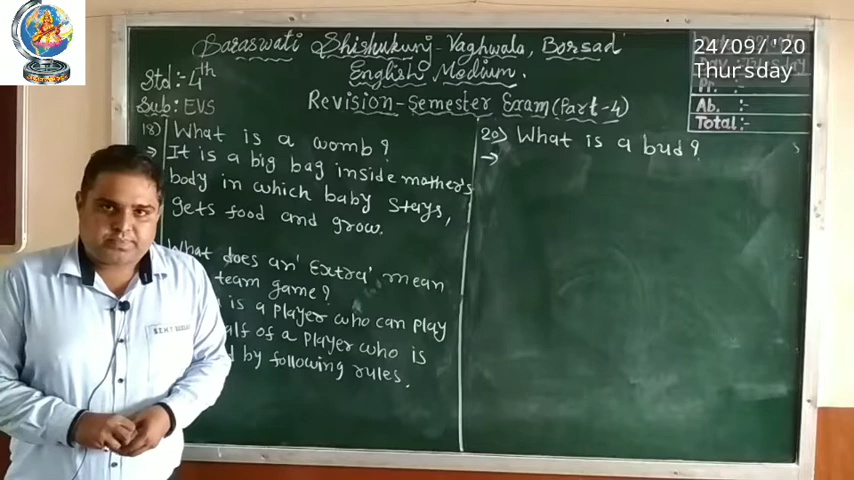 Saraswati Shishukunj-Vaghwala, Borsad
English Medium.
Std:- 4th
Sub: EVS
Revision-Semester Exam (Part-4)
24/09/'20
Thursday
Pr. :-
Ab. :-
Total:-
18) What is a womb?
→ It is a big bag inside mother's
body in which baby stays,
gets food and grow.
What does an 'Extra' mean
team game?
is a player who can play
of a player who is
by following rules.
20) What is a bud?
→